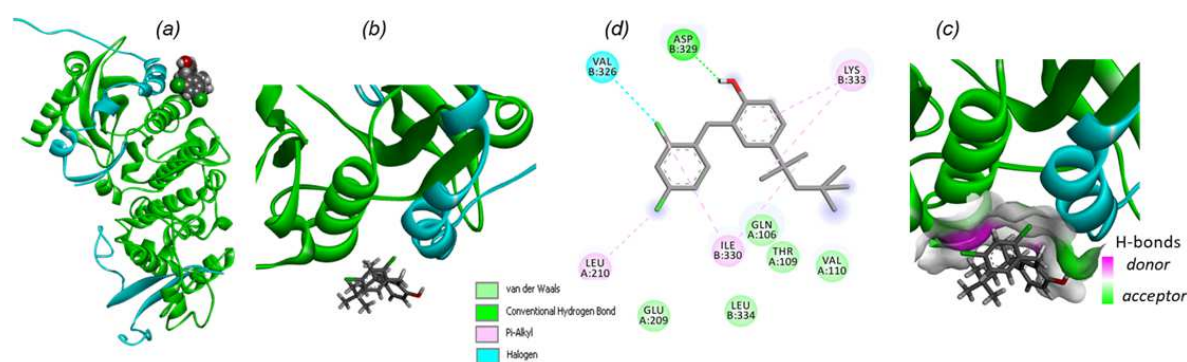 (a)
(b)
(d)
(c)
ASP
B:329
VAL
B:326
LYS
B:333
GLN
A:106
THR
A:109
VAL
A:110
ILE
B:330
LEU
A:210
GLU
A:209
LEU
B:334
van der Waals
Conventional Hydrogen Bond
Pi-Alkyl
Halogen
H-bonds
donor
acceptor